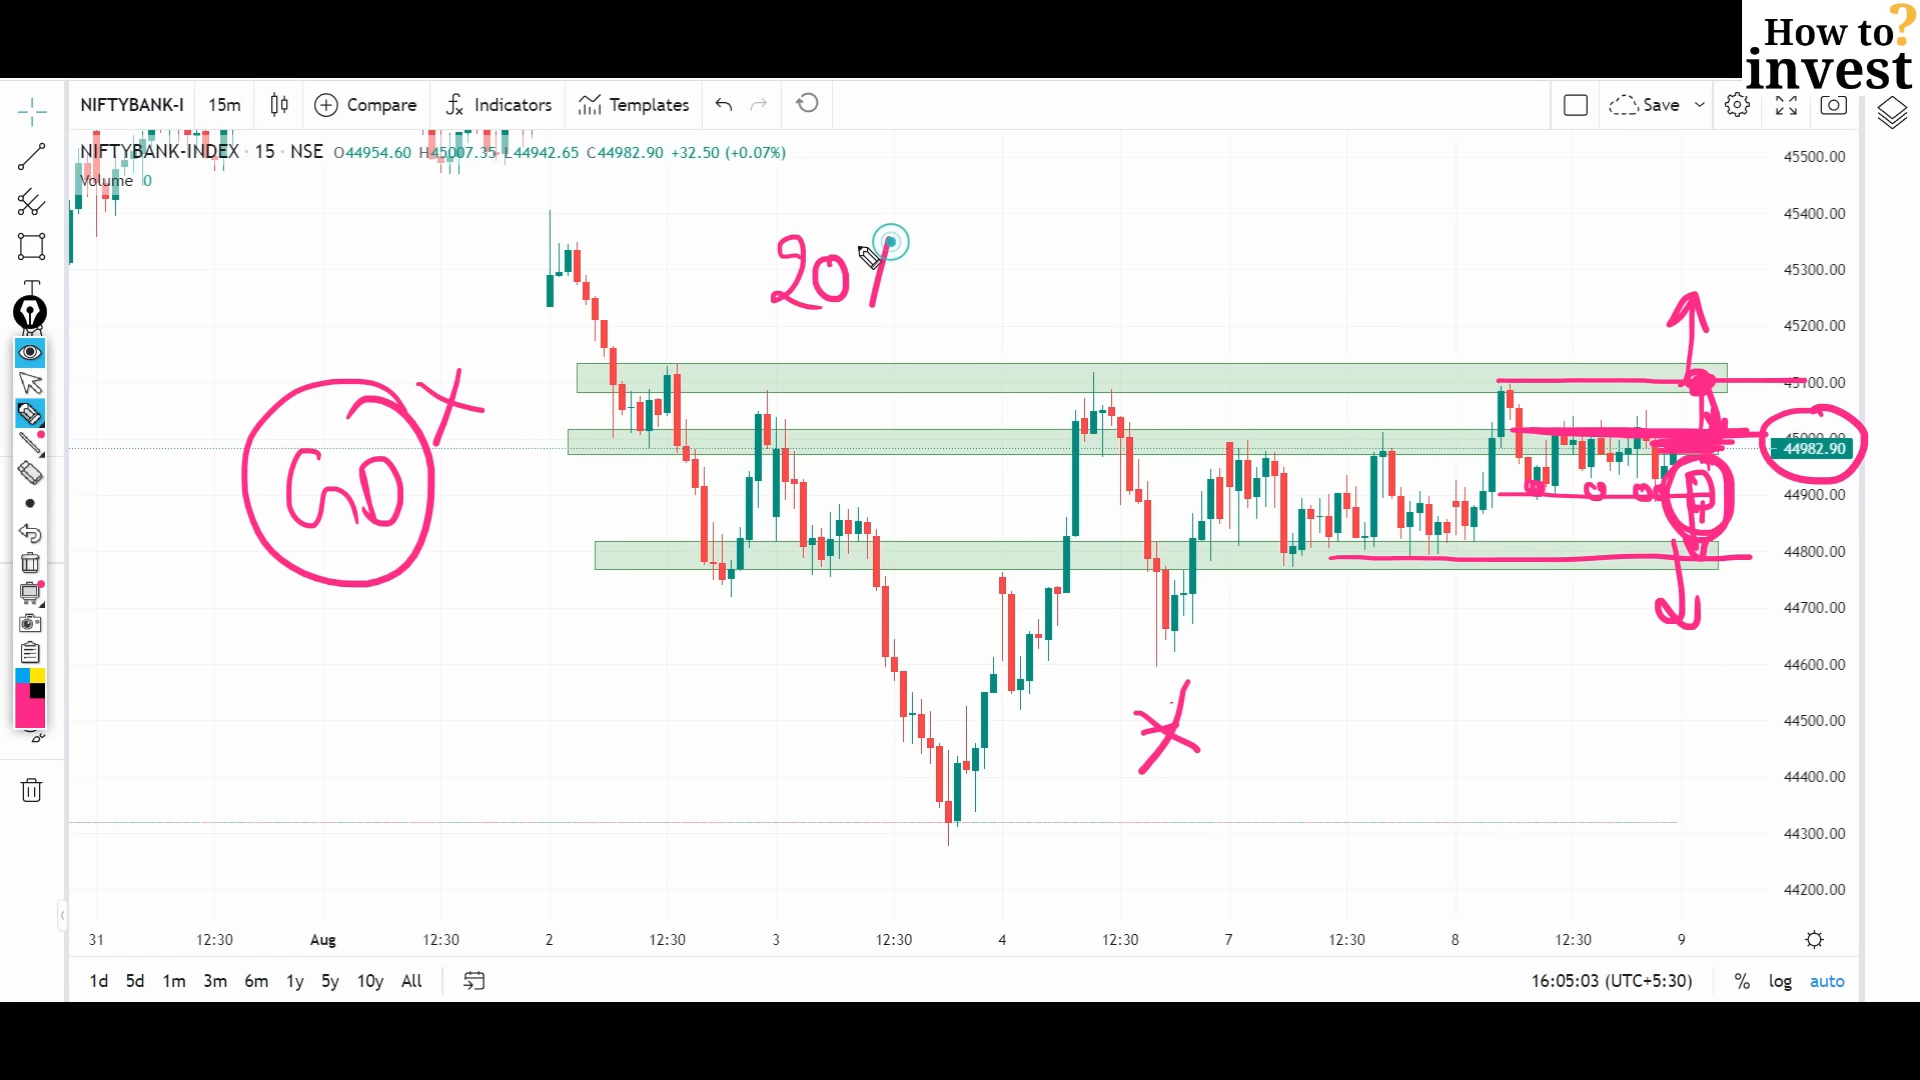 How to?
invest
NIFTYBANK-I 15m Compare Indicators Templates Save
NIFTYBANK-INDEX · 15 · NSE O44954.60 H45007.35 L44942.65 C44982.90 +32.50 (+0.07%)
Volume 0
45500.00
45400.00
45300.00
45200.00
45100.00
45000.00
44982.90
44900.00
44800.00
44700.00
44600.00
44500.00
44400.00
44300.00
44200.00
20
GD
31 12:30 Aug 12:30 2 12:30 3 12:30 4 12:30 7 12:30 8 12:30 9
1d 5d 1m 3m 6m 1y 5y 10y All 16:05:03 (UTC+5:30) % log auto